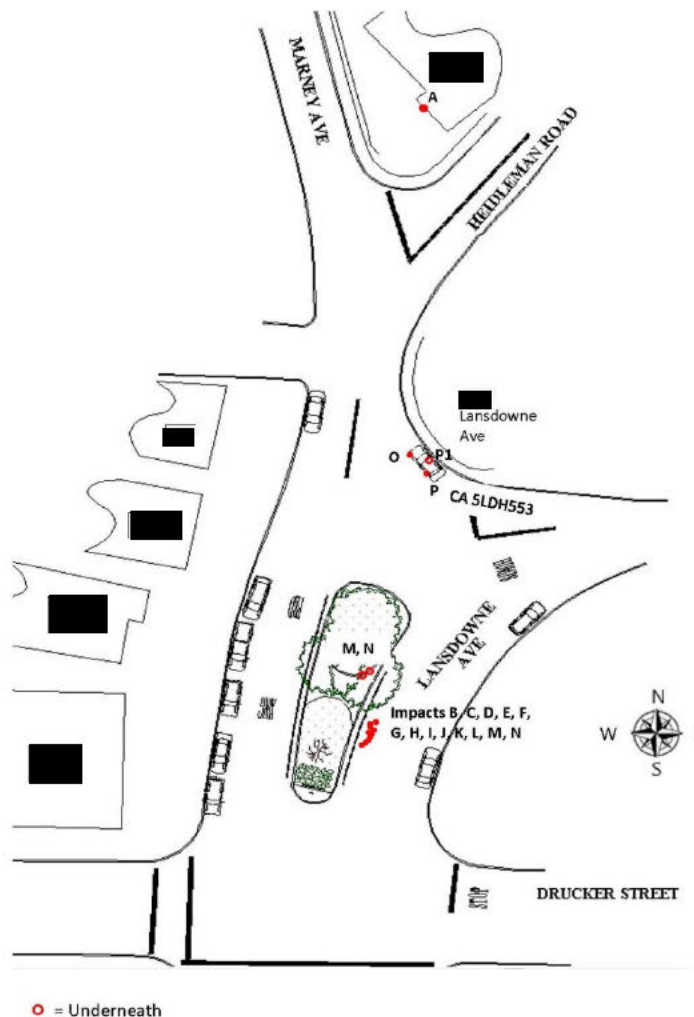 MARNEY AVE
A
HEIDLEMAN ROAD
Lansdowne
Ave
O
P1
P
CA 5LDH553
LANSDOWNE
AVE
M, N
Impacts B, C, D, E, F,
G, H, I, J, K, L, M, N
N
W
S
STOP
DRUCKER STREET
= Underneath